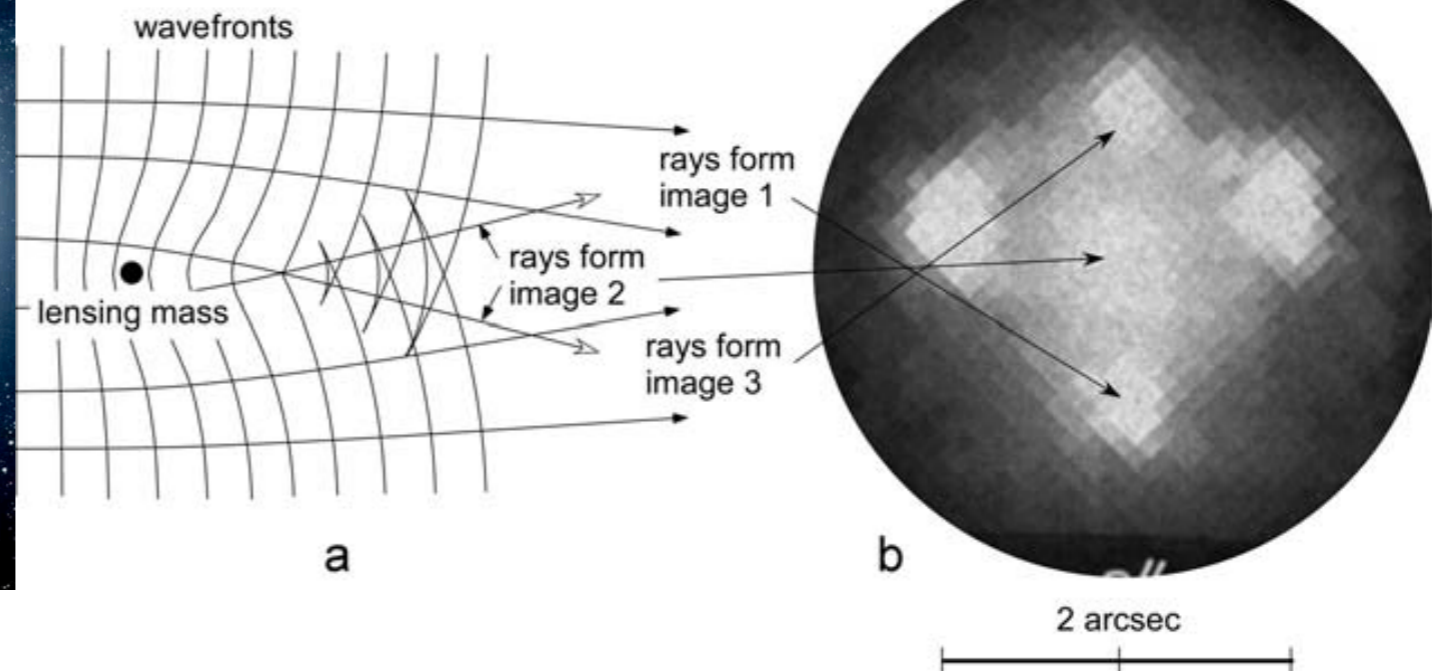 wavefronts
rays form
image 1
rays form
image 2
lensing mass
rays form
image 3
a
b
2 arcsec